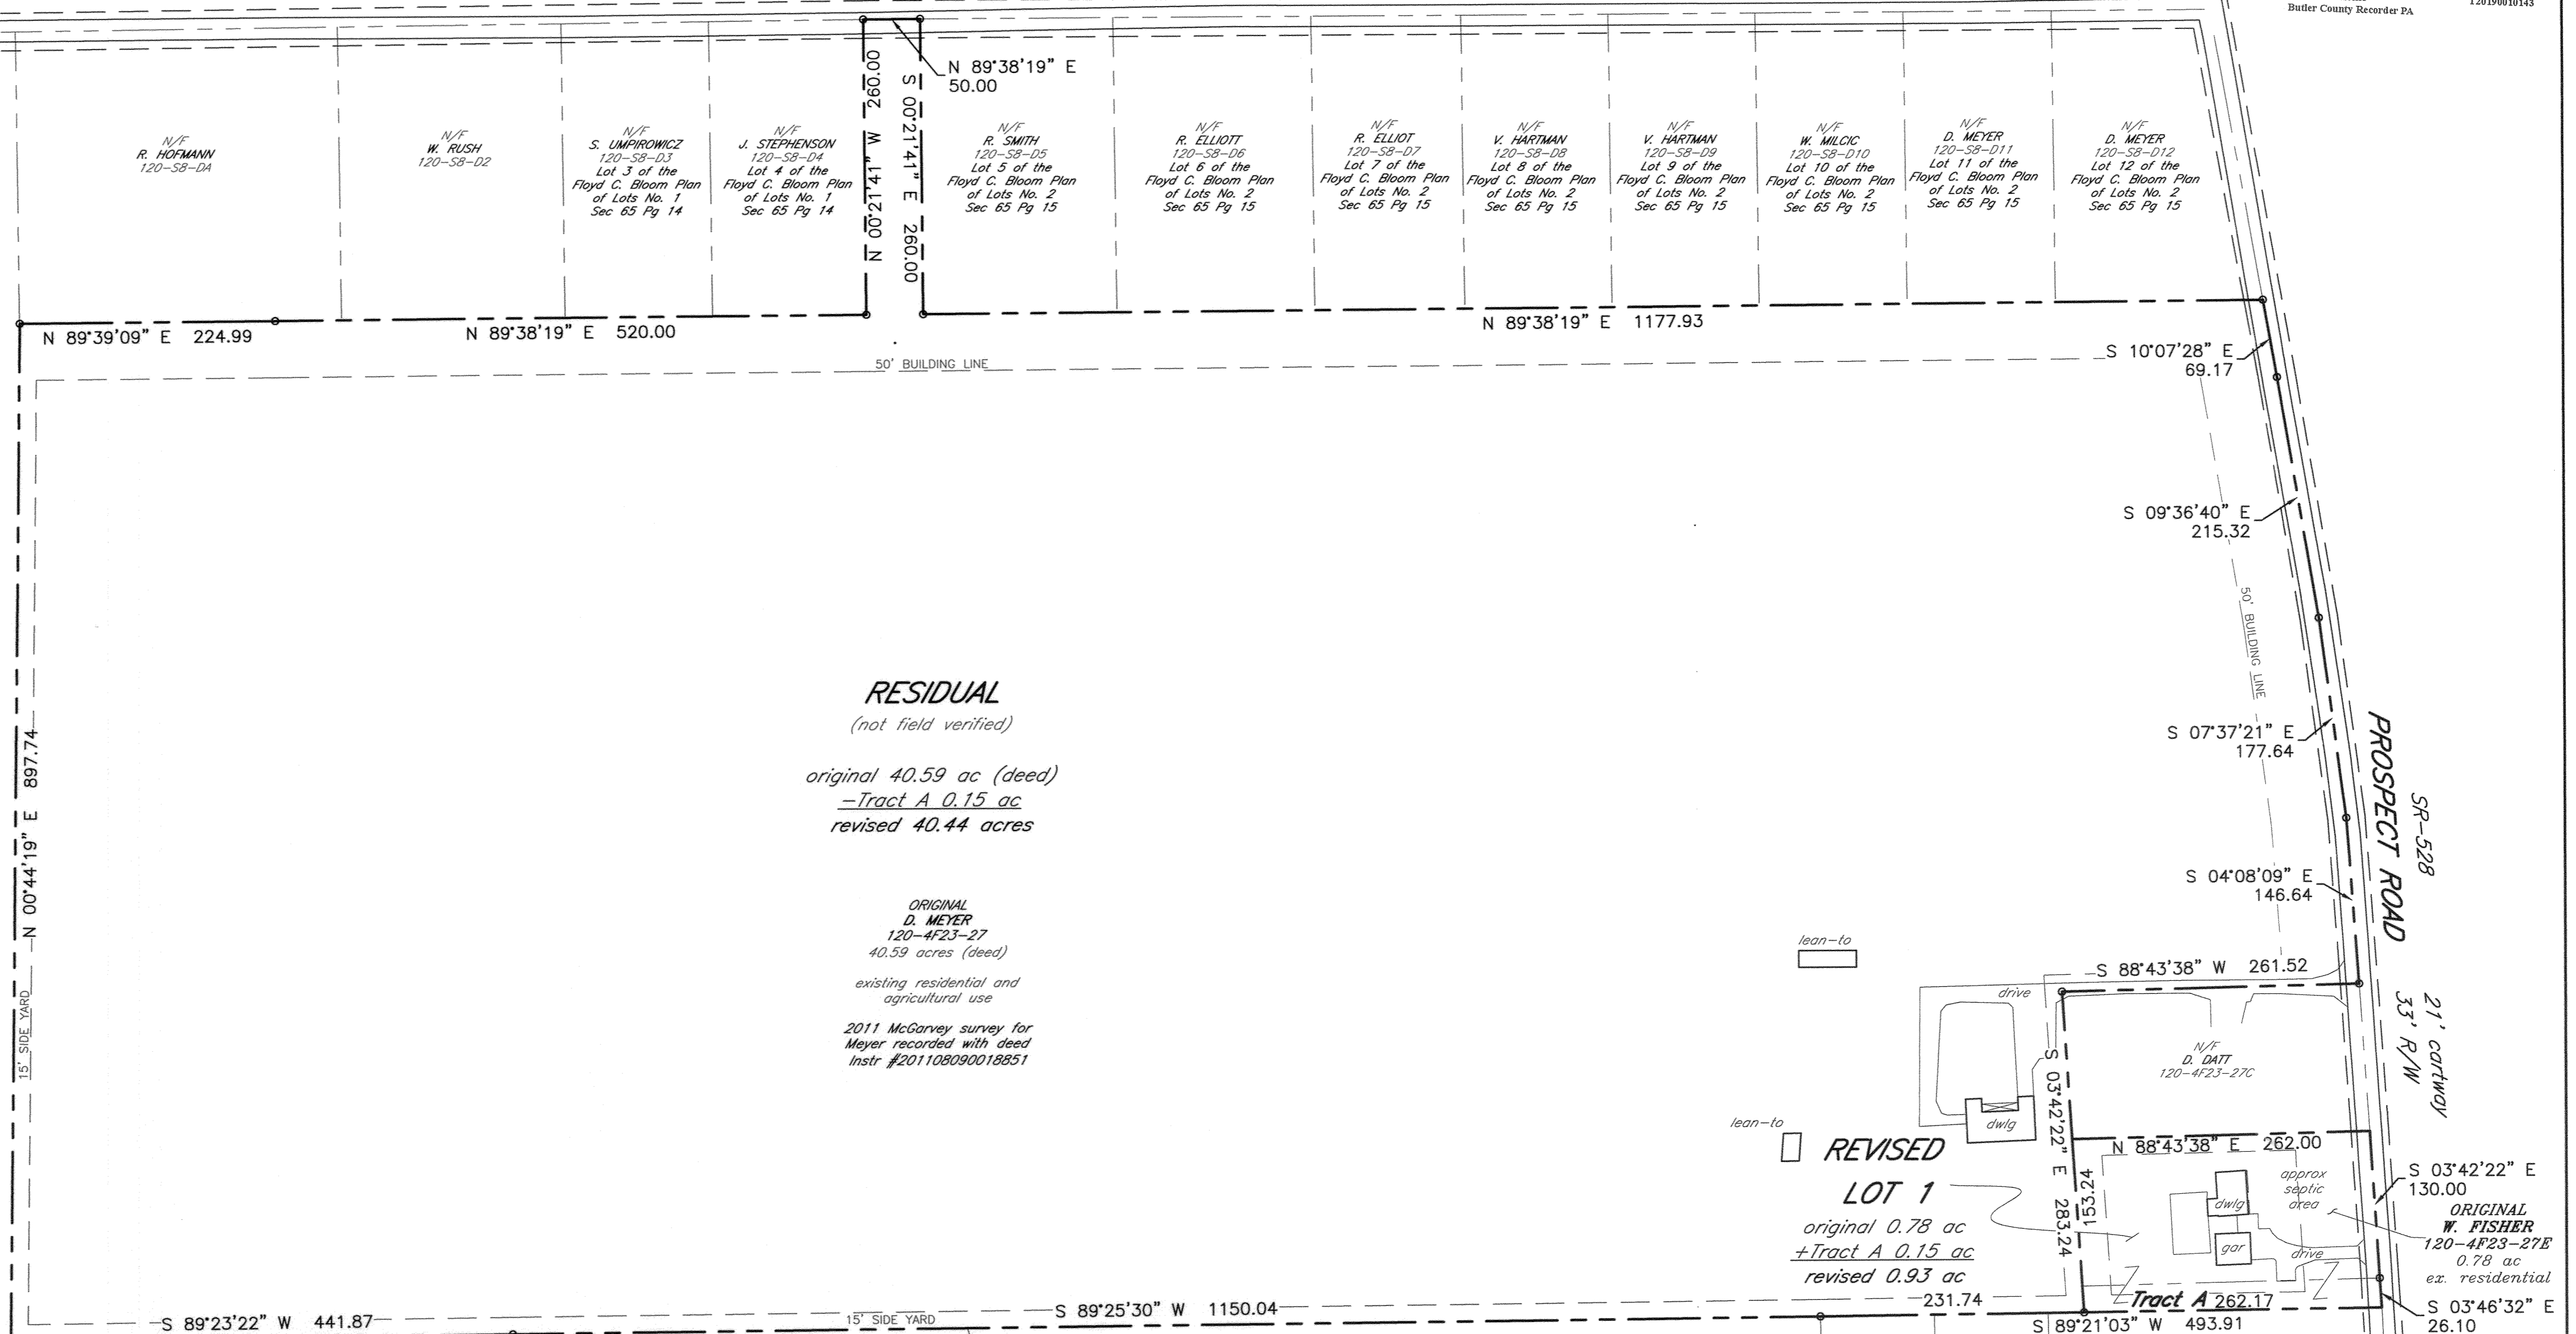 Butler County Recorder PA
120190010143
N 89°38'19" E
50.00
N 00°21'41" W 260.00
S 00°21'41" E 260.00
N/F
R. HOFMANN
120-S8-DA
N/F
W. RUSH
120-S8-D2
N/F
S. UMPIROWICZ
120-S8-D3
Lot 3 of the
Floyd C. Bloom Plan
of Lots No. 1
Sec 65 Pg 14
N/F
J. STEPHENSON
120-S8-D4
Lot 4 of the
Floyd C. Bloom Plan
of Lots No. 1
Sec 65 Pg 14
N/F
R. SMITH
120-S8-D5
Lot 5 of the
Floyd C. Bloom Plan
of Lots No. 2
Sec 65 Pg 15
N/F
R. ELLIOTT
120-S8-D6
Lot 6 of the
Floyd C. Bloom Plan
of Lots No. 2
Sec 65 Pg 15
N/F
R. ELLIOT
120-S8-D7
Lot 7 of the
Floyd C. Bloom Plan
of Lots No. 2
Sec 65 Pg 15
N/F
V. HARTMAN
120-S8-D8
Lot 8 of the
Floyd C. Bloom Plan
of Lots No. 2
Sec 65 Pg 15
N/F
V. HARTMAN
120-S8-D9
Lot 9 of the
Floyd C. Bloom Plan
of Lots No. 2
Sec 65 Pg 15
N/F
W. MILCIC
120-S8-D10
Lot 10 of the
Floyd C. Bloom Plan
of Lots No. 2
Sec 65 Pg 15
N/F
D. MEYER
120-S8-D11
Lot 11 of the
Floyd C. Bloom Plan
of Lots No. 2
Sec 65 Pg 15
N/F
D. MEYER
120-S8-D12
Lot 12 of the
Floyd C. Bloom Plan
of Lots No. 2
Sec 65 Pg 15
N 89°39'09" E 224.99
N 89°38'19" E 520.00
N 89°38'19" E 1177.93
50' BUILDING LINE
S 10°07'28" E
69.17
S 09°36'40" E
215.32
50' BUILDING LINE
S 07°37'21" E
177.64
S 04°08'09" E
146.64
PROSPECT ROAD
SR-528
21' cartway
33' R/W
N 00°44'19" E 897.74
15' SIDE YARD
RESIDUAL
(not field verified)
original 40.59 ac (deed)
-Tract A 0.15 ac
revised 40.44 acres
ORIGINAL
D. MEYER
120-4F23-27
40.59 acres (deed)
existing residential and
agricultural use
2011 McGarvey survey for
Meyer recorded with deed
Instr #201108090018851
lean-to
S 88°43'38" W 261.52
drive
N/F
D. DATT
120-4F23-27C
dwlg
lean-to
S 03°42'22" E 283.24
153.24
N 88°43'38" E 262.00
REVISED
LOT 1
original 0.78 ac
+Tract A 0.15 ac
revised 0.93 ac
approx
septic
area
dwlg
gar
drive
S 03°42'22" E
130.00
ORIGINAL
W. FISHER
120-4F23-27E
0.78 ac
ex. residential
S 03°46'32" E
26.10
Tract A 262.17
231.74
S 89°21'03" W 493.91
S 89°25'30" W 1150.04
15' SIDE YARD
S 89°23'22" W 441.87